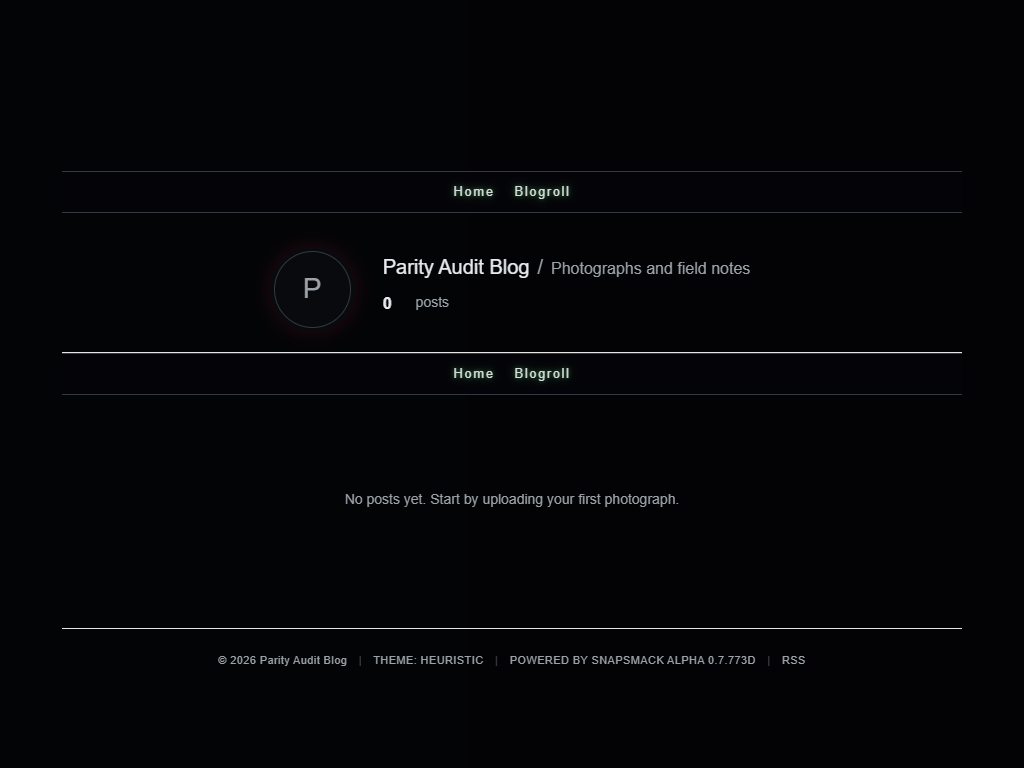 Home Blogroll
P
Parity Audit Blog / Photographs and field notes
0 posts
Home Blogroll
No posts yet. Start by uploading your first photograph.
© 2026 Parity Audit Blog | THEME: HEURISTIC | POWERED BY SNAPSMACK ALPHA 0.7.773D | RSS